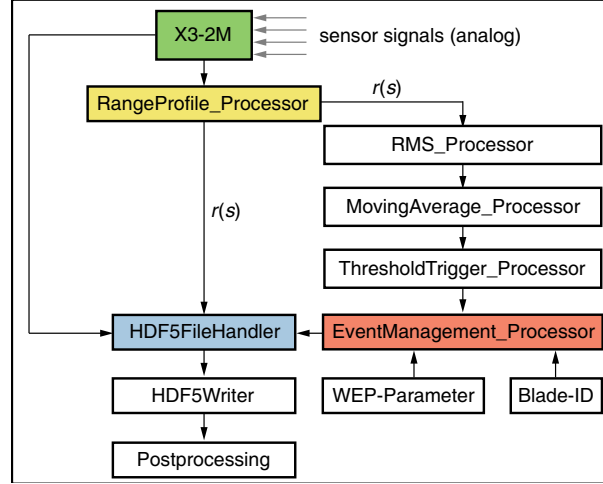 X3-2M
sensor signals (analog)
RangeProfile_Processor
r(s)
RMS_Processor
MovingAverage_Processor
r(s)
ThresholdTrigger_Processor
HDF5FileHandler
EventManagement_Processor
HDF5Writer
WEP-Parameter
Blade-ID
Postprocessing